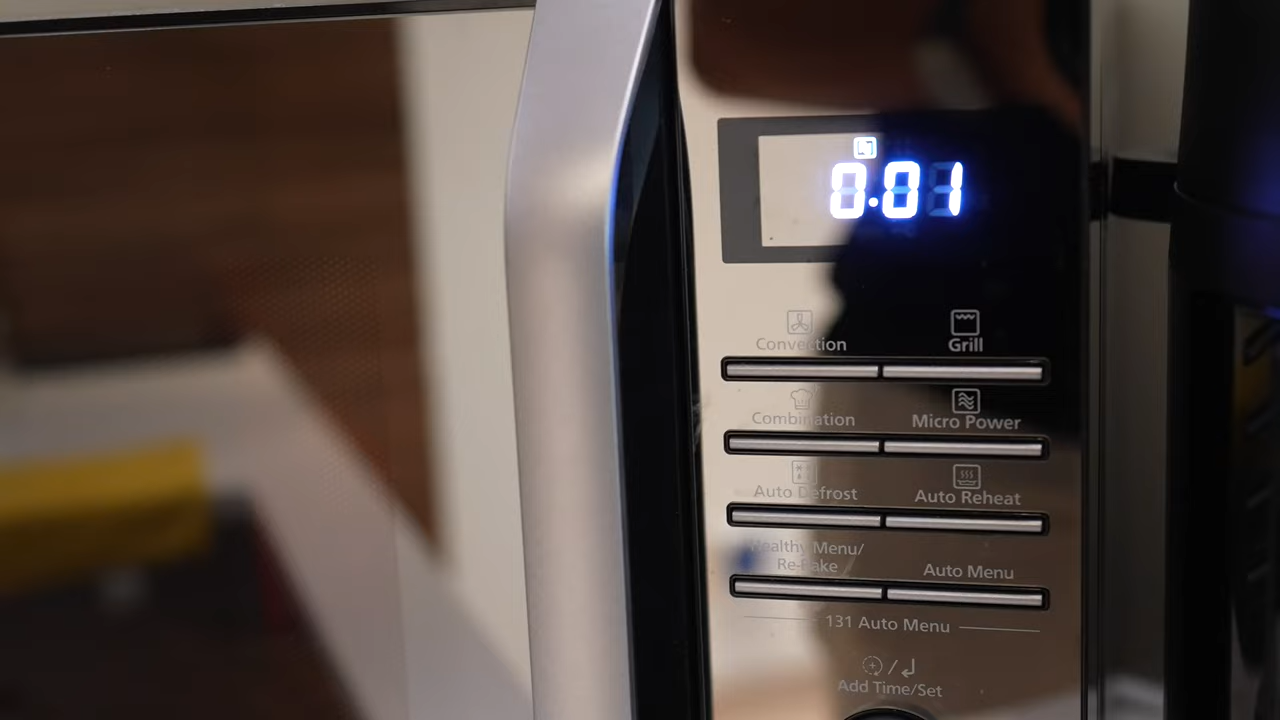 0:01
Convection
Grill
Combination
Micro Power
Auto Defrost
Auto Reheat
Healthy Menu/
Re-Bake
Auto Menu
131 Auto Menu
/
Add Time/Set